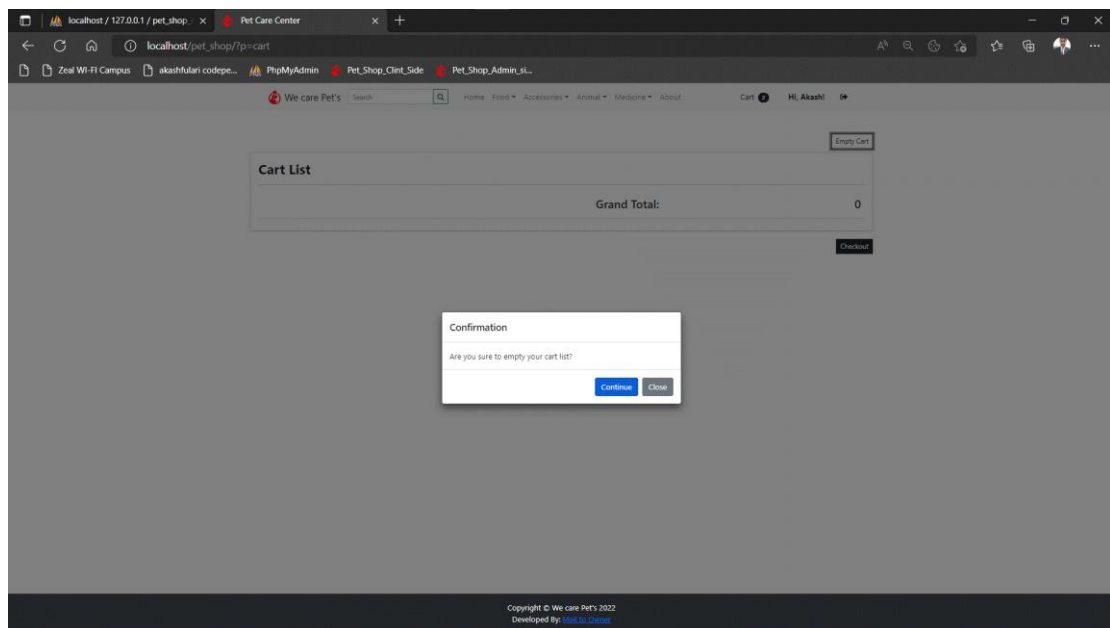 localhost / 127.0.0.1 / pet_shop_
Pet Care Center
localhost/pet_shop/?p=cart
Zeal WI-FI Campus
akashfulari codepe...
PhpMyAdmin
Pet_Shop_Clint_Side
Pet_Shop_Admin_si...
We care Pet's
Search
Home Food Accessories Animal Medicine About
Cart
Hi, Akash!
Empty Cart
Cart List
Grand Total: 0
Checkout
Confirmation
Are you sure to empty your cart list?
Continue Close
Copyright © We care Pet's 2022
Developed By: Mail to Owner